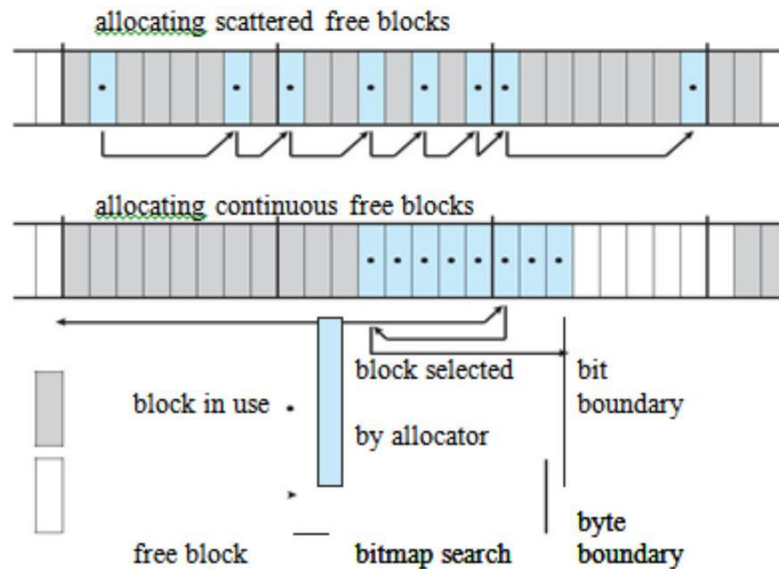 allocating scattered free blocks
allocating continuous free blocks
block in use
block selected
by allocator
bit
boundary
free block
bitmap search
byte
boundary